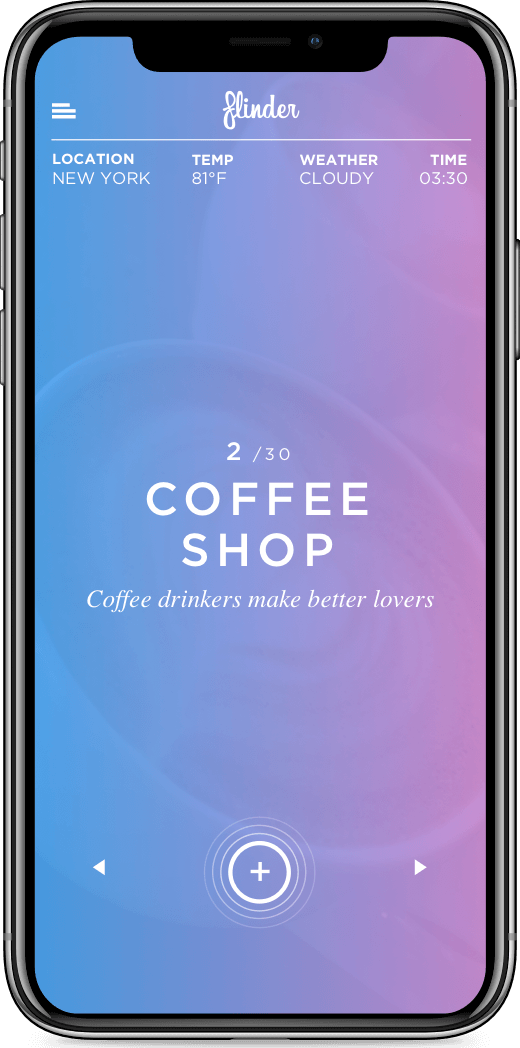 flinder
LOCATION TEMP WEATHER TIME
NEW YORK 81°F CLOUDY 03:30
2 /30
COFFEE
SHOP
Coffee drinkers make better lovers
+